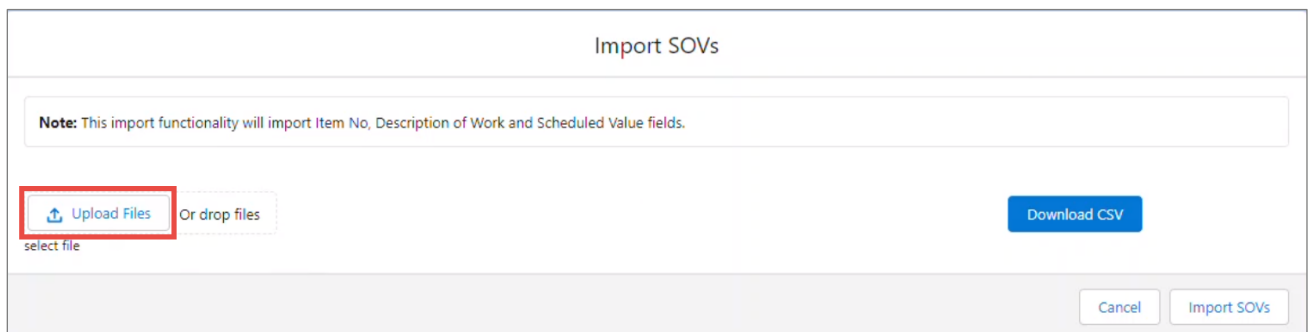 Import SOVs
Note: This import functionality will import Item No, Description of Work and Scheduled Value fields.
Upload Files Or drop files Download CSV
select file
Cancel Import SOVs